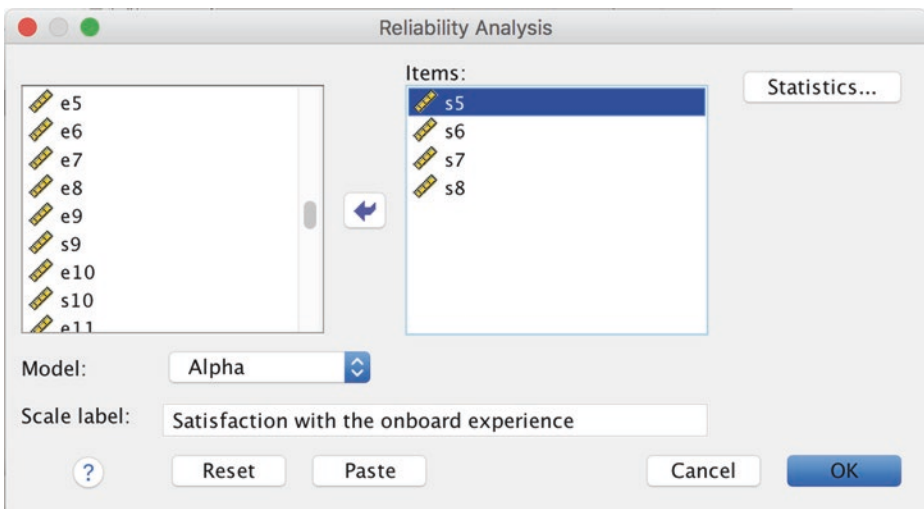 Reliability Analysis
Items:
Statistics...
e5
e6
e7
e8
e9
s9
e10
s10
e11
s5
s6
s7
s8
Model:
Alpha
Scale label:
Satisfaction with the onboard experience
?
Reset
Paste
Cancel
OK